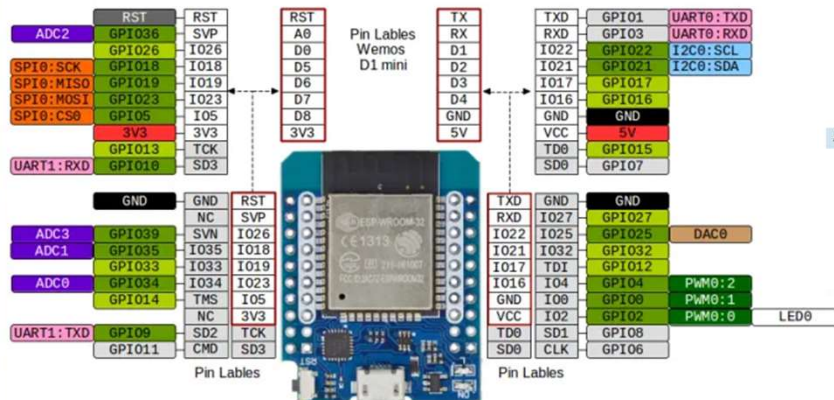 RST RST RST TX TXD GPIO1 UART0:TXD
ADC2 GPIO36 SVP A0 Pin Lables RX RXD GPIO3 UART0:RXD
GPIO26 IO26 D0 Wemos D1 IO22 GPIO22 I2C0:SCL
SPI0:SCK GPIO18 IO18 D5 D1 mini D2 IO21 GPIO21 I2C0:SDA
SPI0:MISO GPIO19 IO19 D6 D3 IO17 GPIO17
SPI0:MOSI GPIO23 IO23 D7 D4 IO16 GPIO16
SPI0:CS0 GPIO5 IO5 D8 GND GND GND
3V3 3V3 3V3 5V VCC 5V
GPIO13 TCK TD0 GPIO15
UART1:RXD GPIO10 SD3 SD0 GPIO7
GND GND RST TXD GND GND
NC SVP RXD IO27 GPIO27
ADC3 GPIO39 SVN IO26 ESP-WROOM-32 IO22 IO25 GPIO25 DAC0
ADC1 GPIO35 IO35 IO18 CE1313 IO21 IO32 GPIO32
GPIO33 IO33 IO19 IO17 TDI GPIO12
ADC0 GPIO34 IO34 IO23 IO16 IO4 GPIO4 PWM0:2
GPIO14 TMS IO5 GND IO0 GPIO0 PWM0:1
NC 3V3 VCC IO2 GPIO2 PWM0:0 LED0
UART1:TXD GPIO9 SD2 TCK TD0 SD1 GPIO8
GPIO11 CMD SD3 SD0 CLK GPIO6
Pin Lables RST Pin Lables